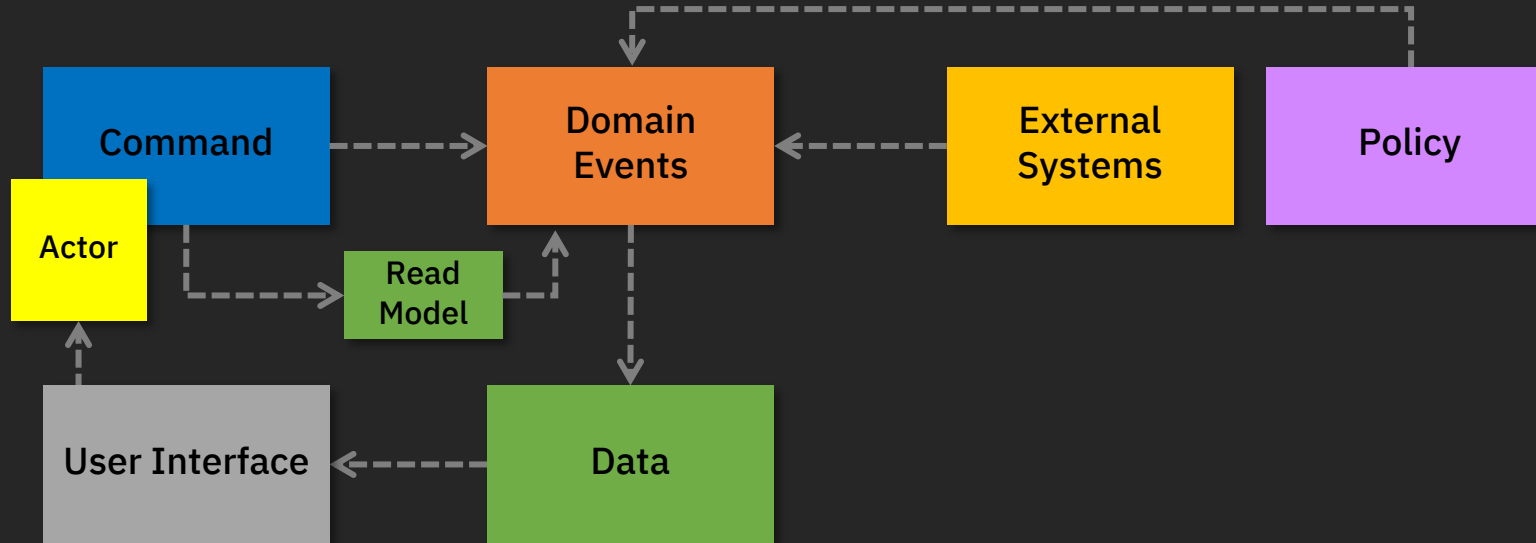 Command
Domain
Events
External
Systems
Policy
Actor
Read
Model
User Interface
Data